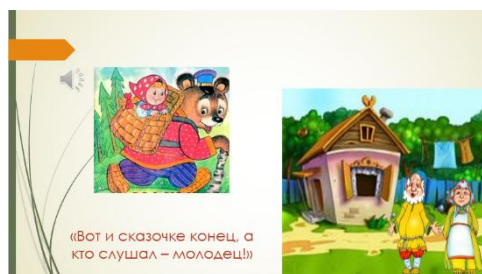 «Вот и сказочке конец, а
кто слушал – молодец!»